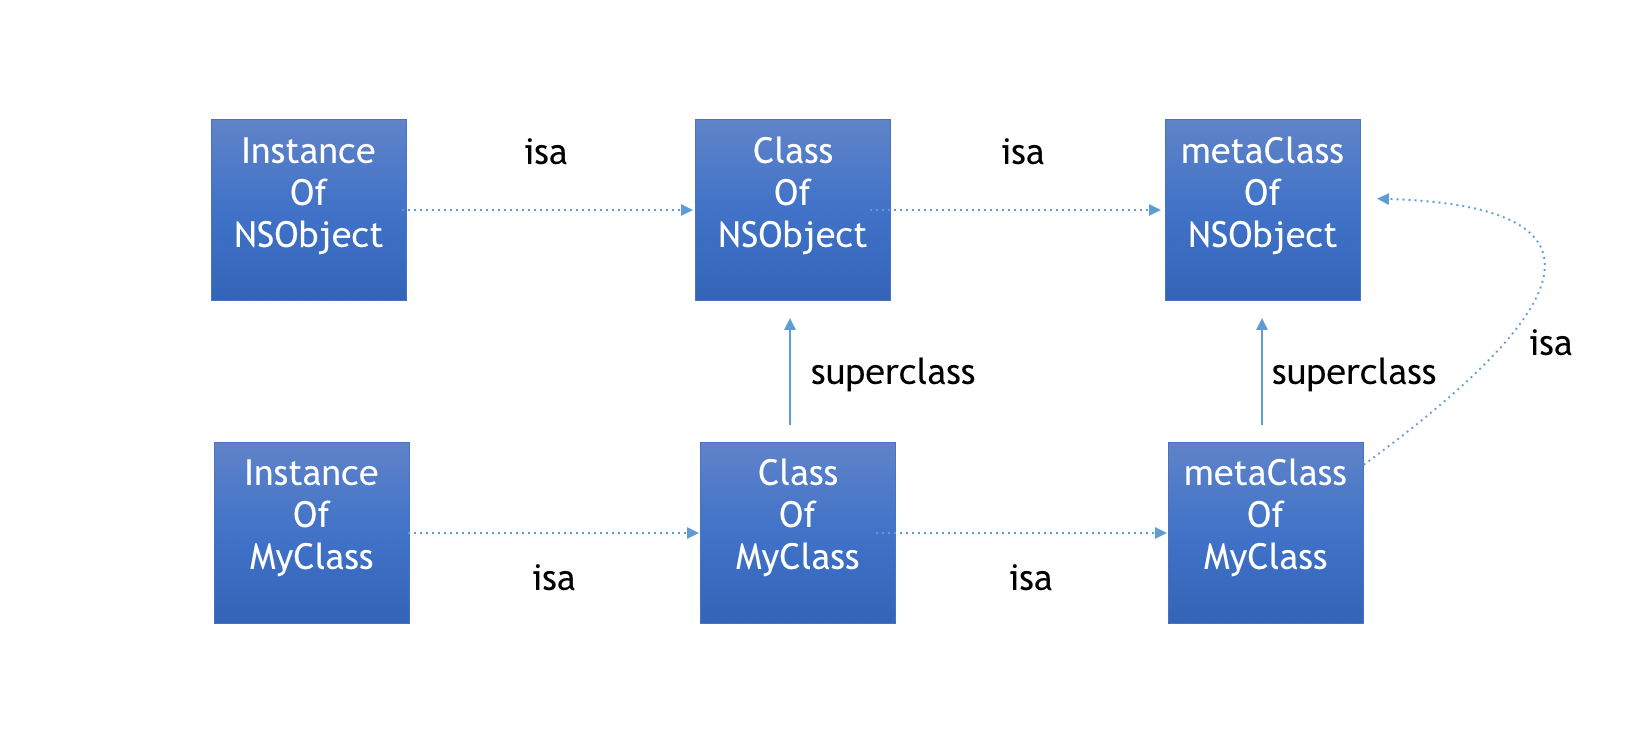 Instance
Of
NSObject
isa
Class
Of
NSObject
isa
metaClass
Of
NSObject
superclass
superclass
isa
Instance
Of
MyClass
isa
Class
Of
MyClass
isa
metaClass
Of
MyClass